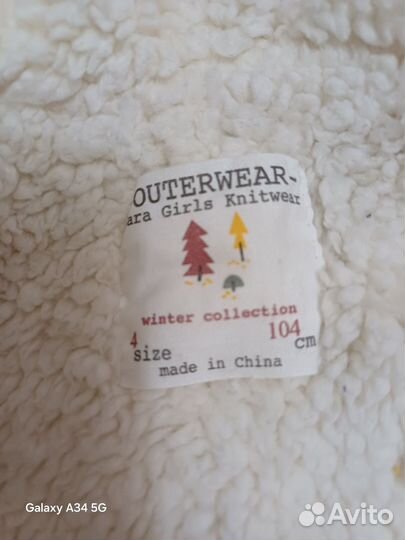 OUTERWEAR-
ara Girls Knitwear
winter collection
4 104
size cm
made in China
Galaxy A34 5G
Avito